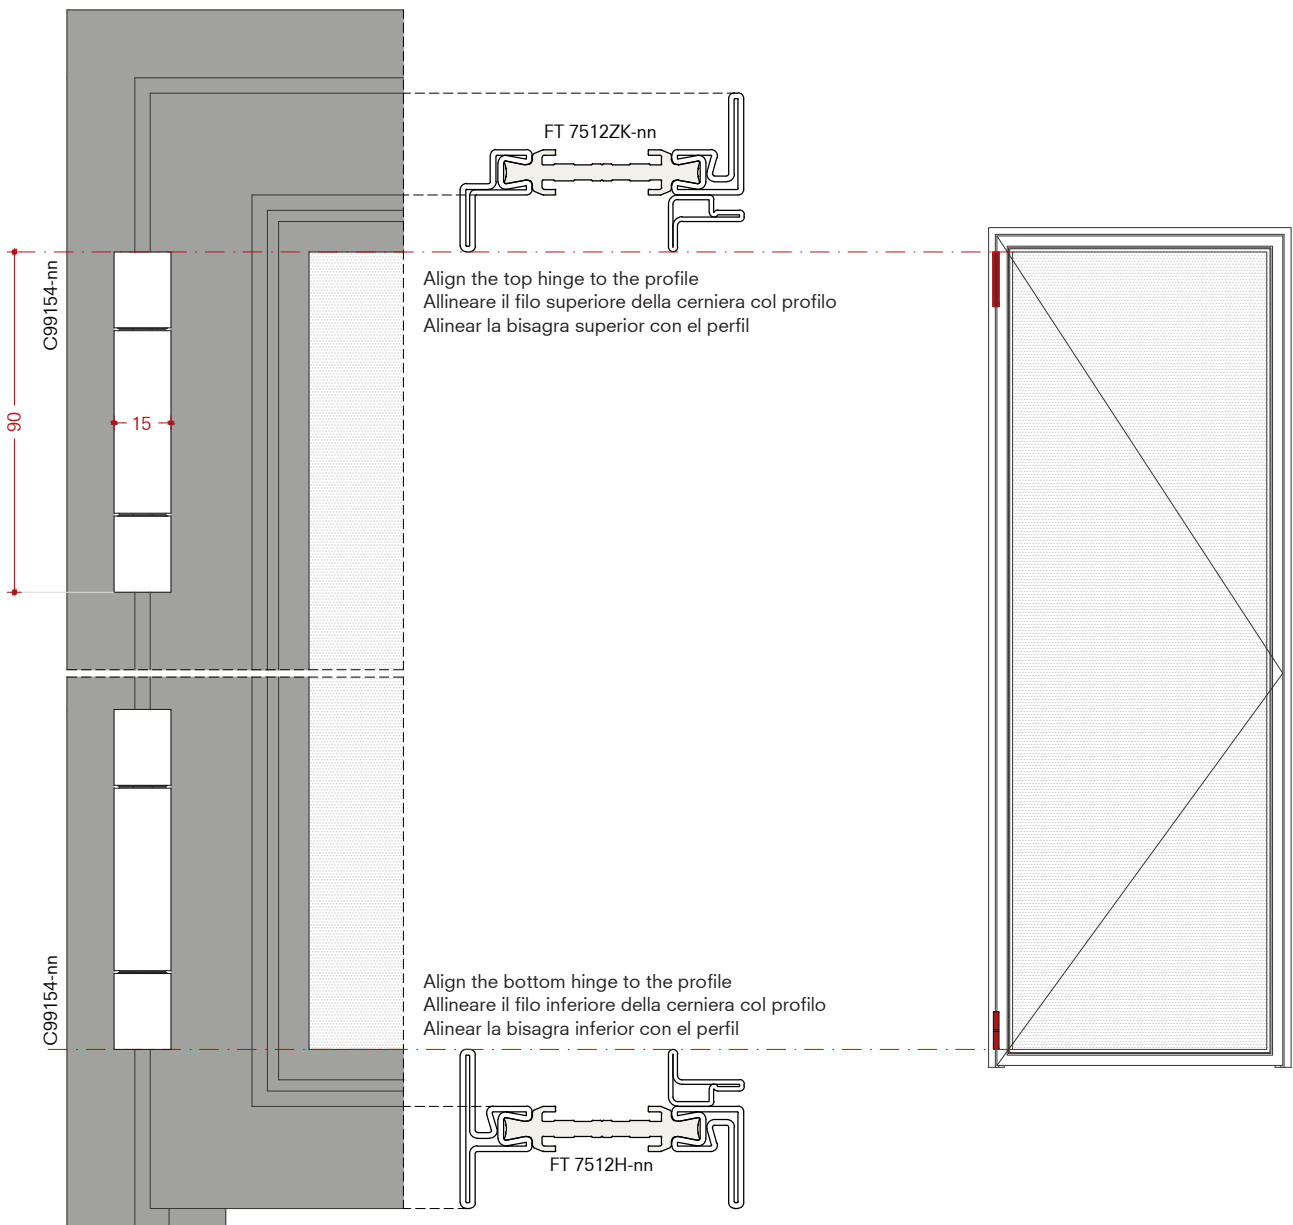 FT 7512ZK-nn
C99154-nn
Align the top hinge to the profile
Allineare il filo superiore della cerniera col profilo
Alinear la bisagra superior con el perfil
90
15
C99154-nn
Align the bottom hinge to the profile
Allineare il filo inferiore della cerniera col profilo
Alinear la bisagra inferior con el perfil
FT 7512H-nn